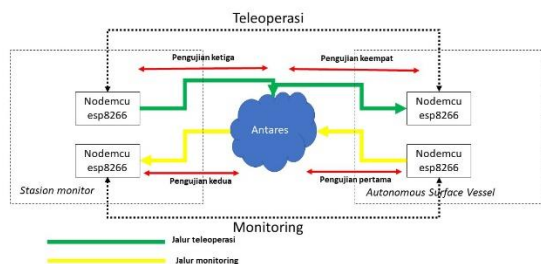 Teleoperasi
Pengujian ketiga
Pengujian keempat
Nodemcu
esp8266
Nodemcu
esp8266
Antares
Nodemcu
esp8266
Nodemcu
esp8266
Stasion monitor
Pengujian kedua
Pengujian pertama
Autonomous Surface Vessel
Monitoring
Jalur teleoperasi
Jalur monitoring